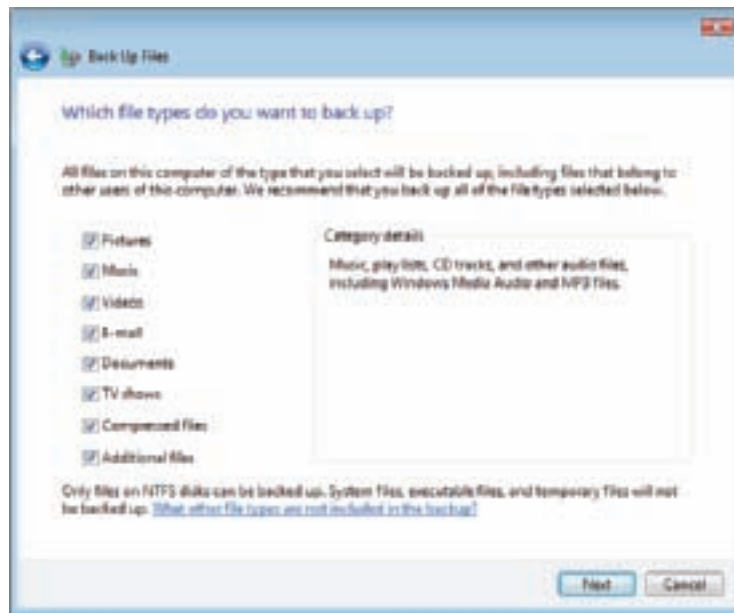 Back Up Files
Which file types do you want to back up?
All files on this computer of the type that you select will be backed up, including files that belong to
other users of this computer. We recommend that you back up all of the file types selected below.
Pictures
Music
Videos
E-mail
Documents
TV shows
Compressed files
Additional files
Category details
Music, play lists, CD tracks, and other audio files,
including Windows Media Audio and MP3 files.
Only files on NTFS disks can be backed up. System files, executable files, and temporary files will not
be backed up. What other file types are not included in the backup?
Next
Cancel